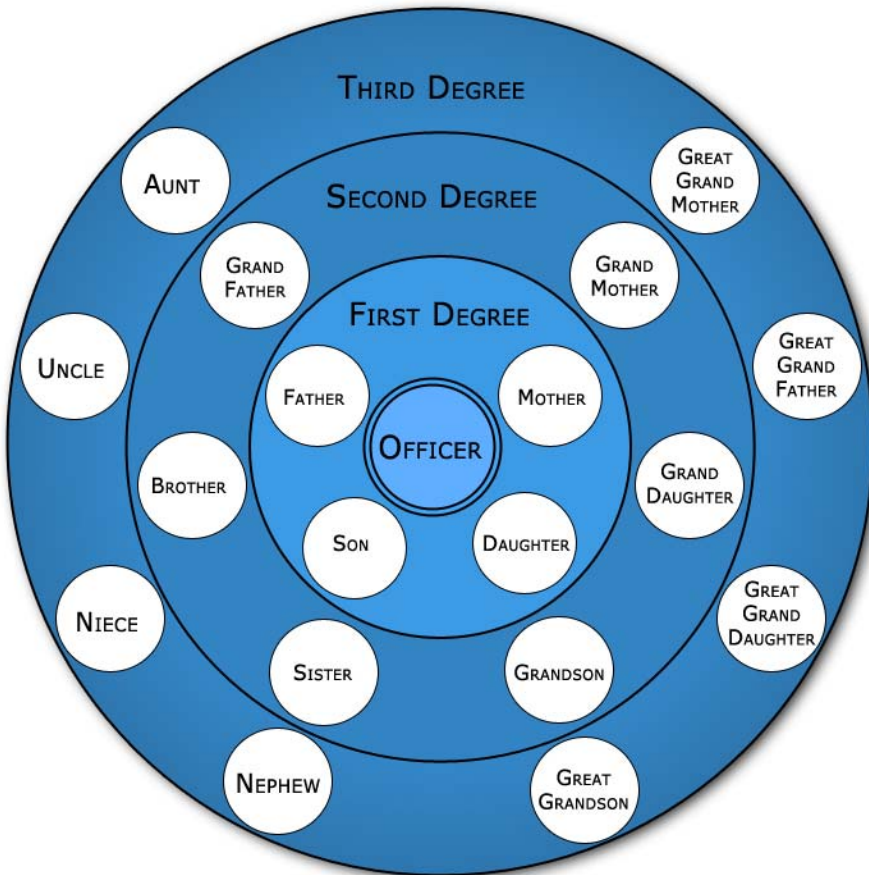 Third Degree
Aunt
Great
Grand
Mother
Second Degree
Grand
Father
Grand
Mother
First Degree
Uncle
Great
Grand
Father
Father
Mother
Officer
Brother
Grand
Daughter
Son
Daughter
Niece
Great
Grand
Daughter
Sister
Grandson
Nephew
Great
Grandson